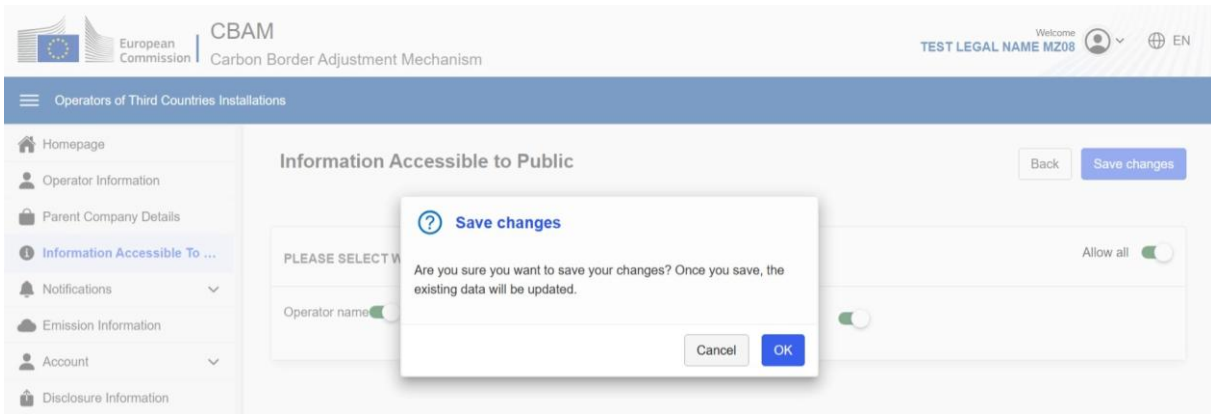 European
Commission
CBAM
Carbon Border Adjustment Mechanism
Welcome
TEST LEGAL NAME MZ08
EN
Operators of Third Countries Installations
Homepage
Operator Information
Parent Company Details
Information Accessible To ...
Notifications
Emission Information
Account
Disclosure Information
Information Accessible to Public
Back
Save changes
PLEASE SELECT W
Allow all
Operator name
Save changes
Are you sure you want to save your changes? Once you save, the
existing data will be updated.
Cancel
OK